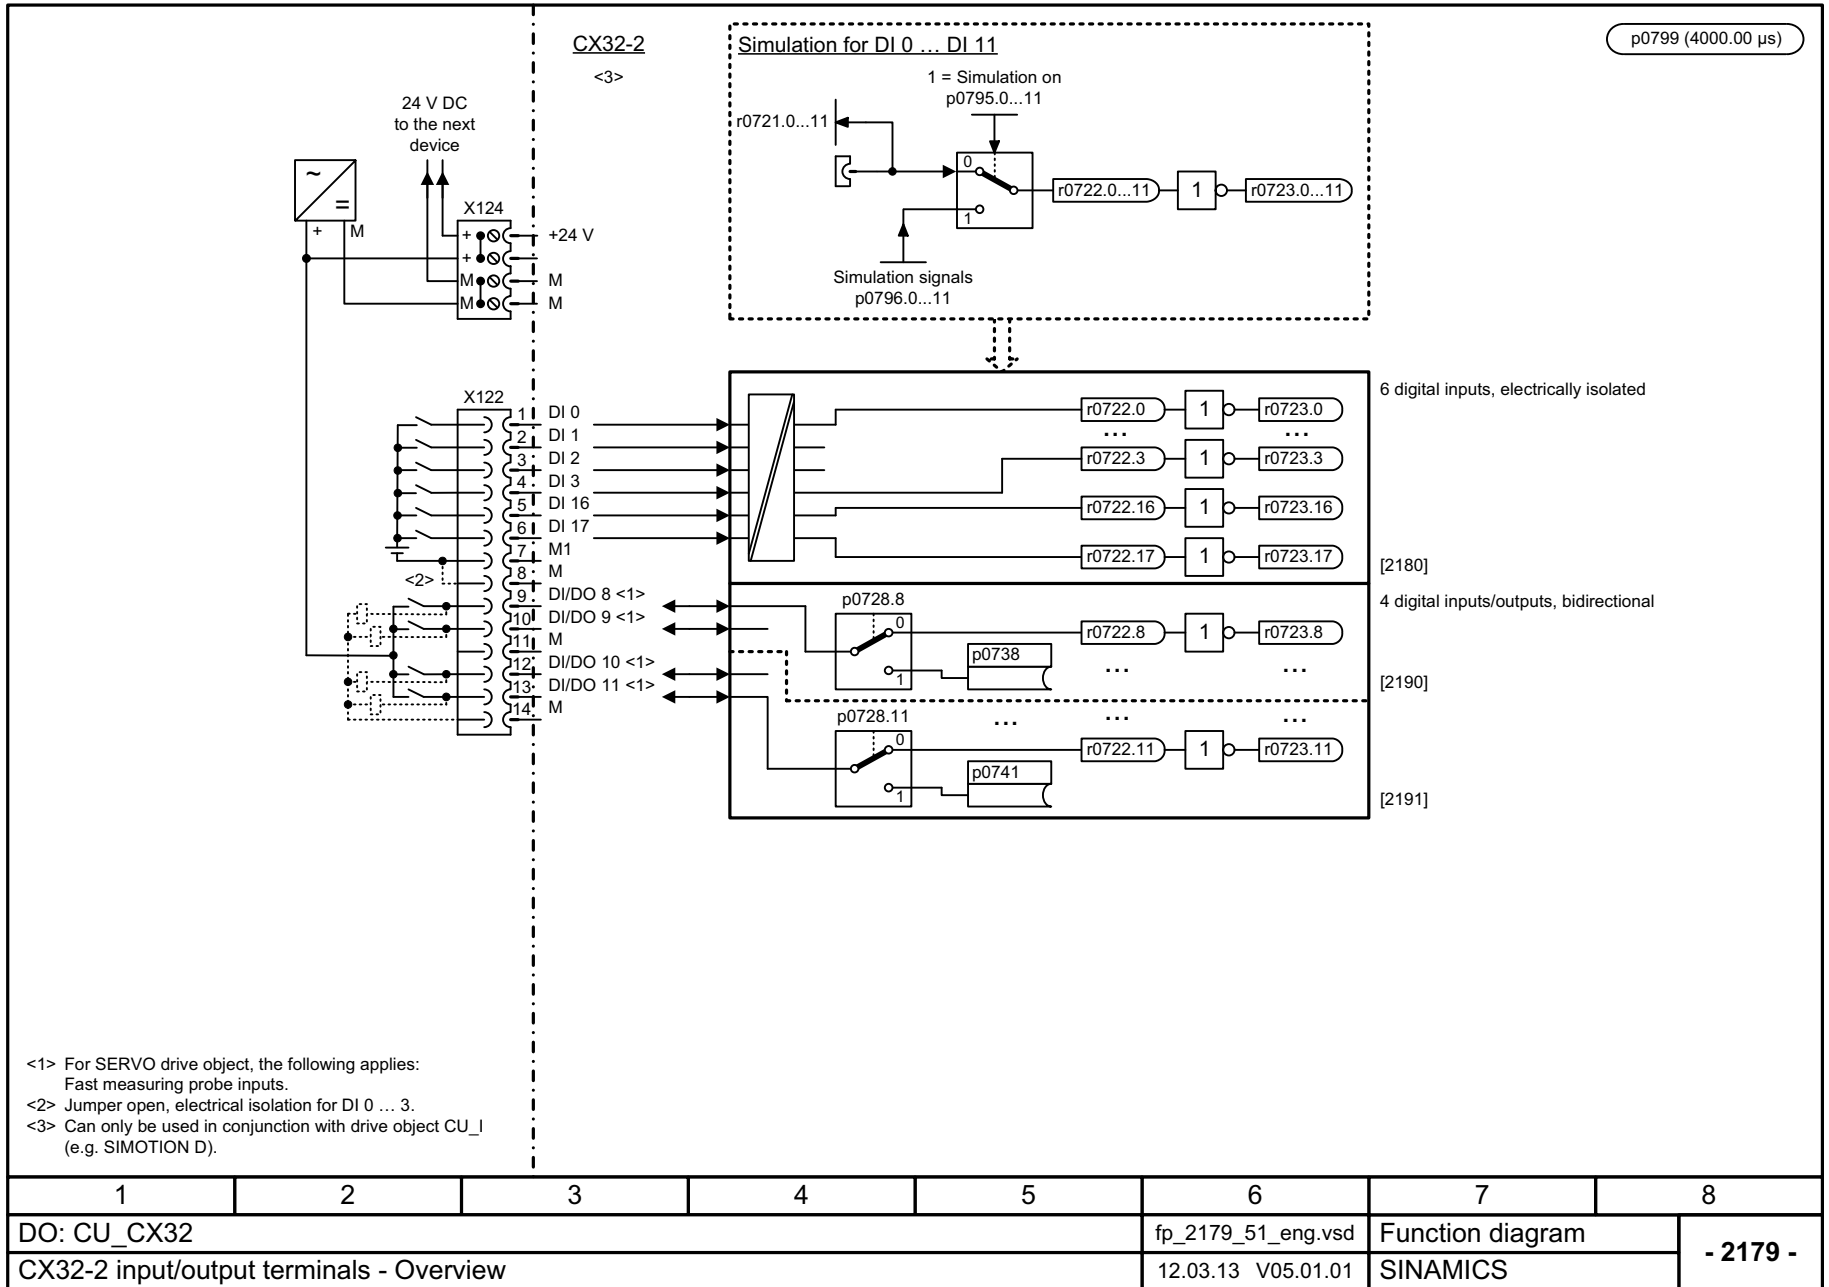 CX32-2
<3>
Simulation for DI 0 … DI 11
p0799 (4000.00 µs)
1 = Simulation on
p0795.0...11
r0721.0...11
0
1
r0722.0...11
1
r0723.0...11
Simulation signals
p0796.0...11
24 V DC
to the next
device
~
=
+
M
X124
+
+24 V
+
M
M
M
M
X122
1
DI 0
2
DI 1
3
DI 2
4
DI 3
5
DI 16
6
DI 17
7
M1
8
M
<2>
9
DI/DO 8 <1>
10
DI/DO 9 <1>
11
M
12
DI/DO 10 <1>
13
DI/DO 11 <1>
14
M
6 digital inputs, electrically isolated
r0722.0
1
r0723.0
...
...
r0722.3
1
r0723.3
r0722.16
1
r0723.16
r0722.17
1
r0723.17
[2180]
4 digital inputs/outputs, bidirectional
p0728.8
0
1
r0722.8
1
r0723.8
p0738
...
...
[2190]
p0728.11
...
...
...
0
1
r0722.11
1
r0723.11
p0741
[2191]
<1> For SERVO drive object, the following applies:
Fast measuring probe inputs.
<2> Jumper open, electrical isolation for DI 0 … 3.
<3> Can only be used in conjunction with drive object CU_I
(e.g. SIMOTION D).
1 2 3 4 5 6 7 8
DO: CU_CX32
fp_2179_51_eng.vsd
Function diagram
- 2179 -
CX32-2 input/output terminals - Overview
12.03.13 V05.01.01
SINAMICS